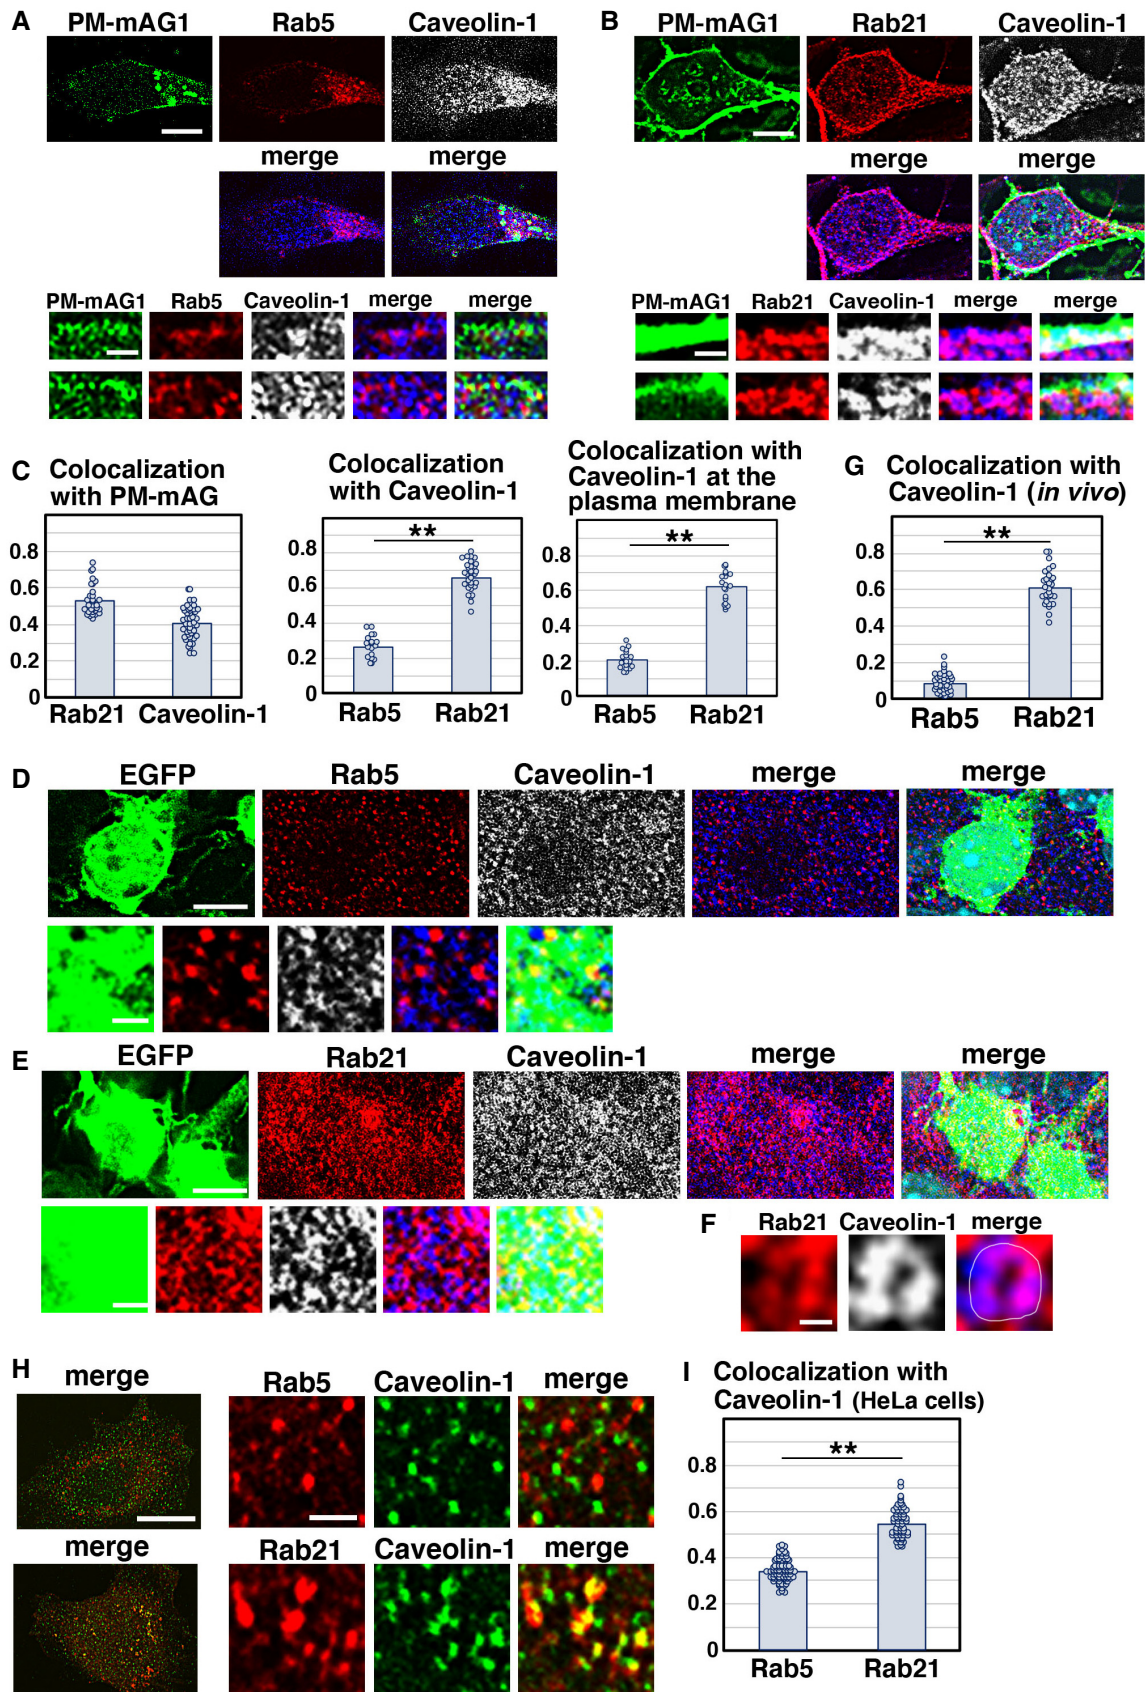 A
PM-mAG1 Rab5 Caveolin-1
merge merge
PM-mAG1 Rab5 Caveolin-1 merge merge
B
PM-mAG1 Rab21 Caveolin-1
merge merge
PM-mAG1 Rab21 Caveolin-1 merge merge
C
Colocalization
with PM-mAG
0.8
0.6
0.4
0.2
0
Rab21 Caveolin-1
Colocalization
with Caveolin-1
**
0.8
0.6
0.4
0.2
0
Rab5 Rab21
Colocalization with
Caveolin-1 at the
plasma membrane
**
0.8
0.6
0.4
0.2
0
Rab5 Rab21
G
Colocalization with
Caveolin-1 (in vivo)
**
0.8
0.6
0.4
0.2
0
Rab5 Rab21
D
EGFP Rab5 Caveolin-1 merge merge
E
EGFP Rab21 Caveolin-1 merge merge
F
Rab21 Caveolin-1 merge
H
merge Rab5 Caveolin-1 merge
merge Rab21 Caveolin-1 merge
I
Colocalization with
Caveolin-1 (HeLa cells)
**
0.8
0.6
0.4
0.2
0
Rab5 Rab21